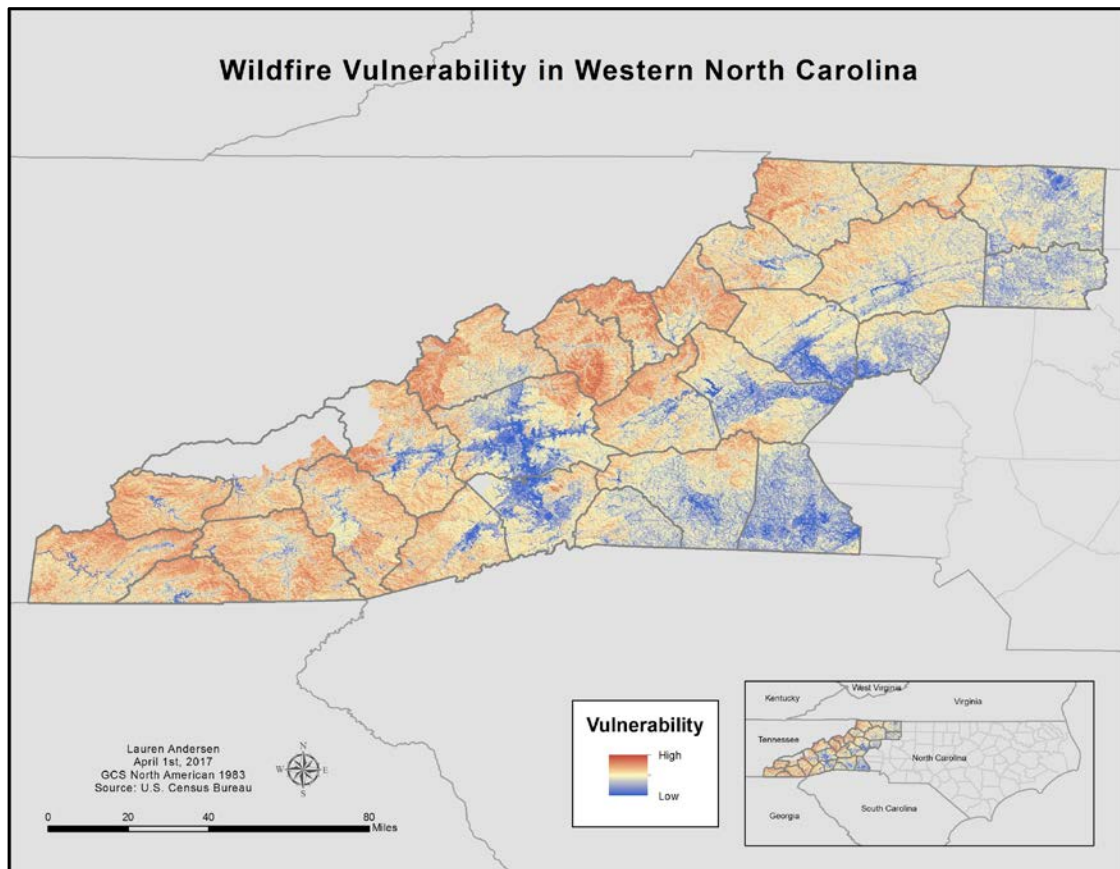 Wildfire Vulnerability in Western North Carolina
Lauren Andersen
April 1st, 2017
GCS North American 1983
Source: U.S. Census Bureau
N
W
E
S
0 20 40 80
Miles
Vulnerability
High
Low
Kentucky
West Virginia
Virginia
Tennessee
North Carolina
South Carolina
Georgia